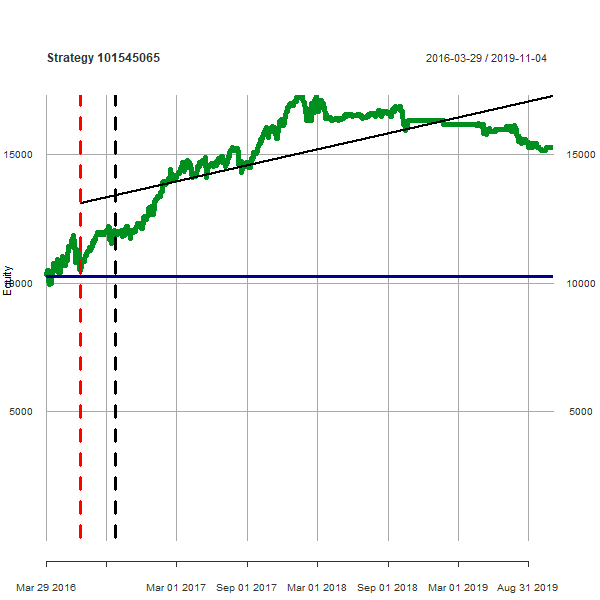 Strategy 101545065
2016-03-29 / 2019-11-04
15000
15000
Equity
10000
10000
5000
5000
Mar 29 2016
Mar 01 2017
Sep 01 2017
Mar 01 2018
Sep 01 2018
Mar 01 2019
Aug 31 2019